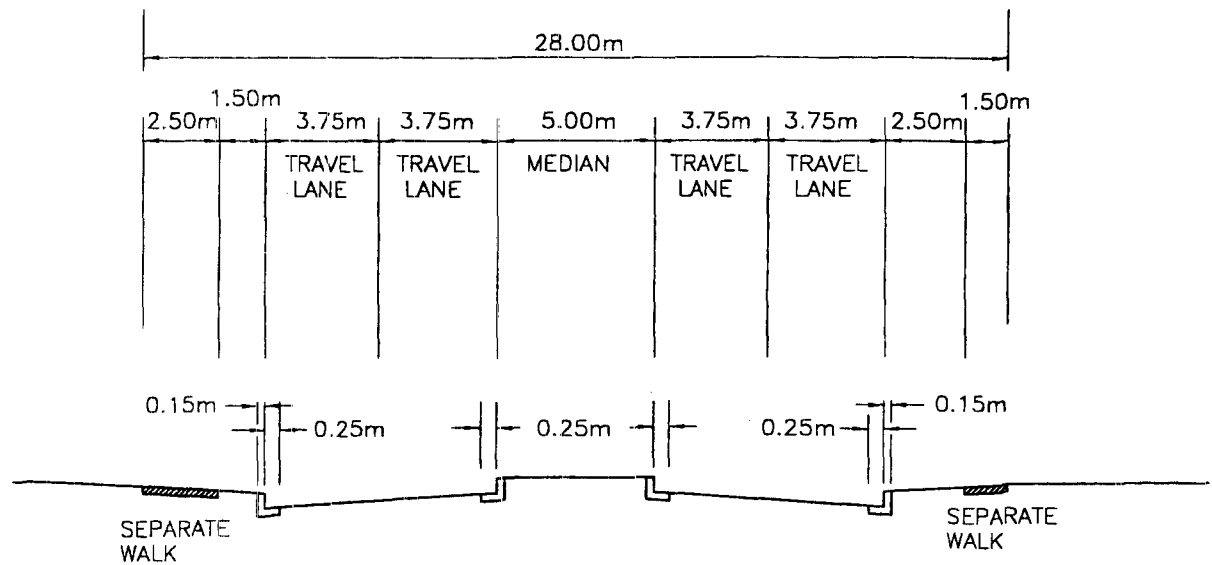 28.00m
1.50m
1.50m
2.50m 3.75m 3.75m 5.00m 3.75m 3.75m 2.50m
TRAVEL TRAVEL MEDIAN TRAVEL TRAVEL
LANE LANE LANE LANE
0.15m 0.15m
0.25m 0.25m 0.25m
SEPARATE SEPARATE
WALK WALK